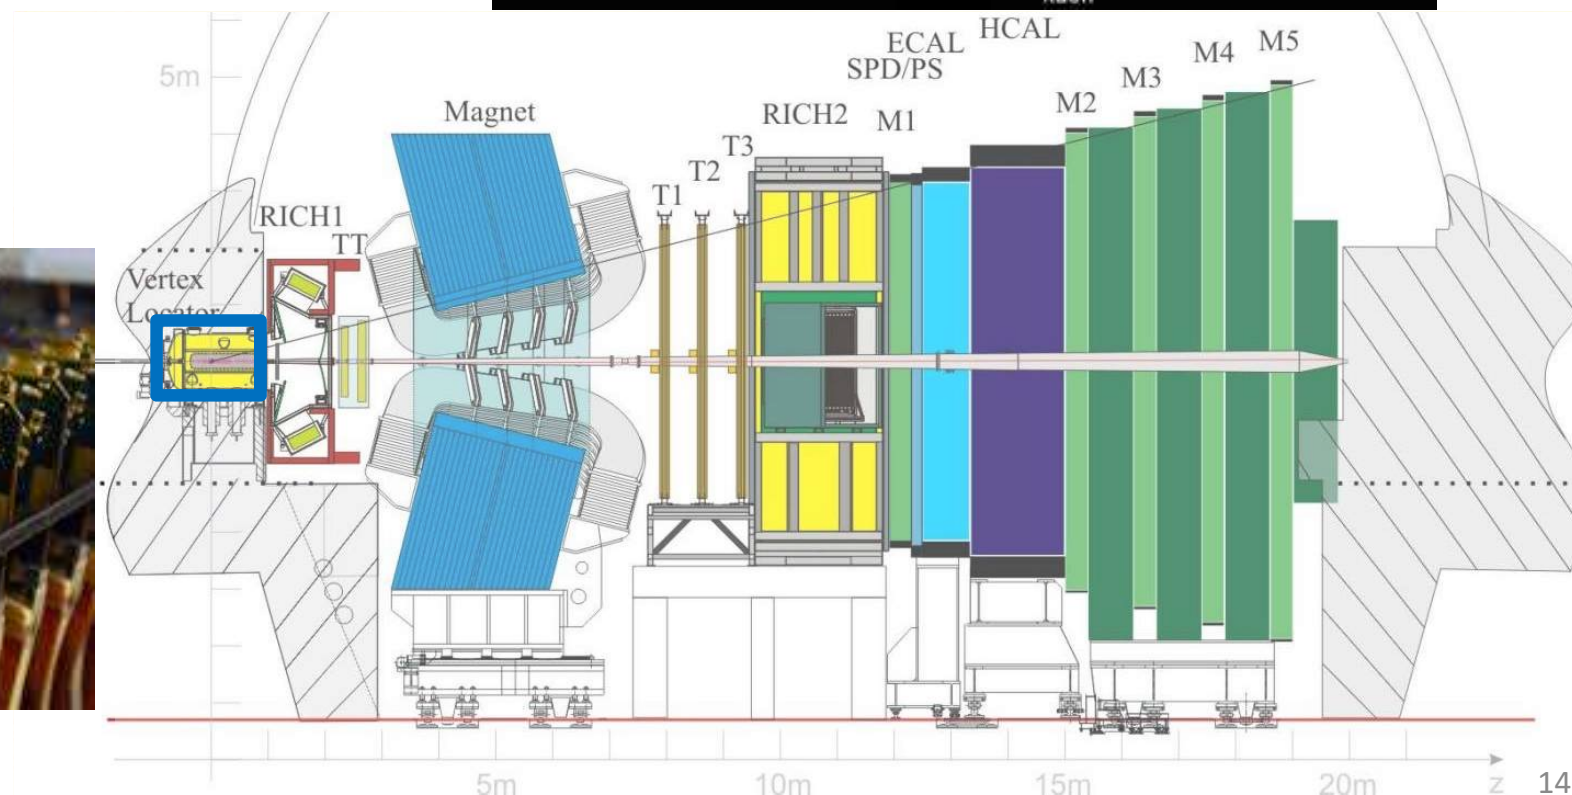 HCAL
ECAL
SPD/PS
M5
M4
M3
M2
M1
5m
Magnet
RICH2
T3
T2
T1
RICH1
TT
Vertex
Locator
5m
10m
15m
20m
z
14